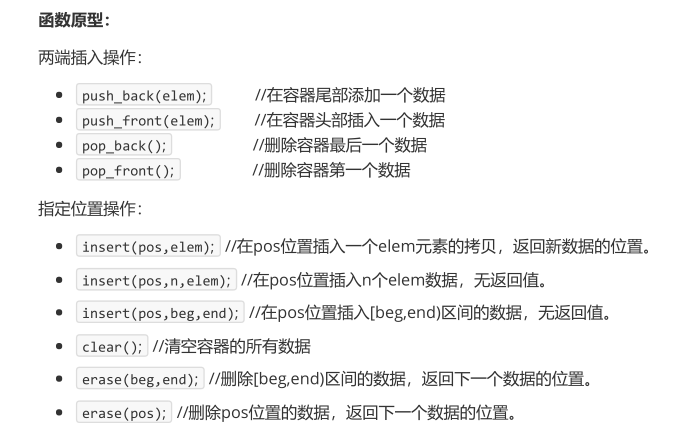 函数原型：
两端插入操作：
push_back(elem); //在容器尾部添加一个数据
push_front(elem); //在容器头部插入一个数据
pop_back(); //删除容器最后一个数据
pop_front(); //删除容器第一个数据
指定位置操作：
insert(pos,elem); //在pos位置插入一个elem元素的拷贝，返回新数据的位置。
insert(pos,n,elem); //在pos位置插入n个elem数据，无返回值。
insert(pos,beg,end); //在pos位置插入[beg,end)区间的数据，无返回值。
clear(); //清空容器的所有数据
erase(beg,end); //删除[beg,end)区间的数据，返回下一个数据的位置。
erase(pos); //删除pos位置的数据，返回下一个数据的位置。